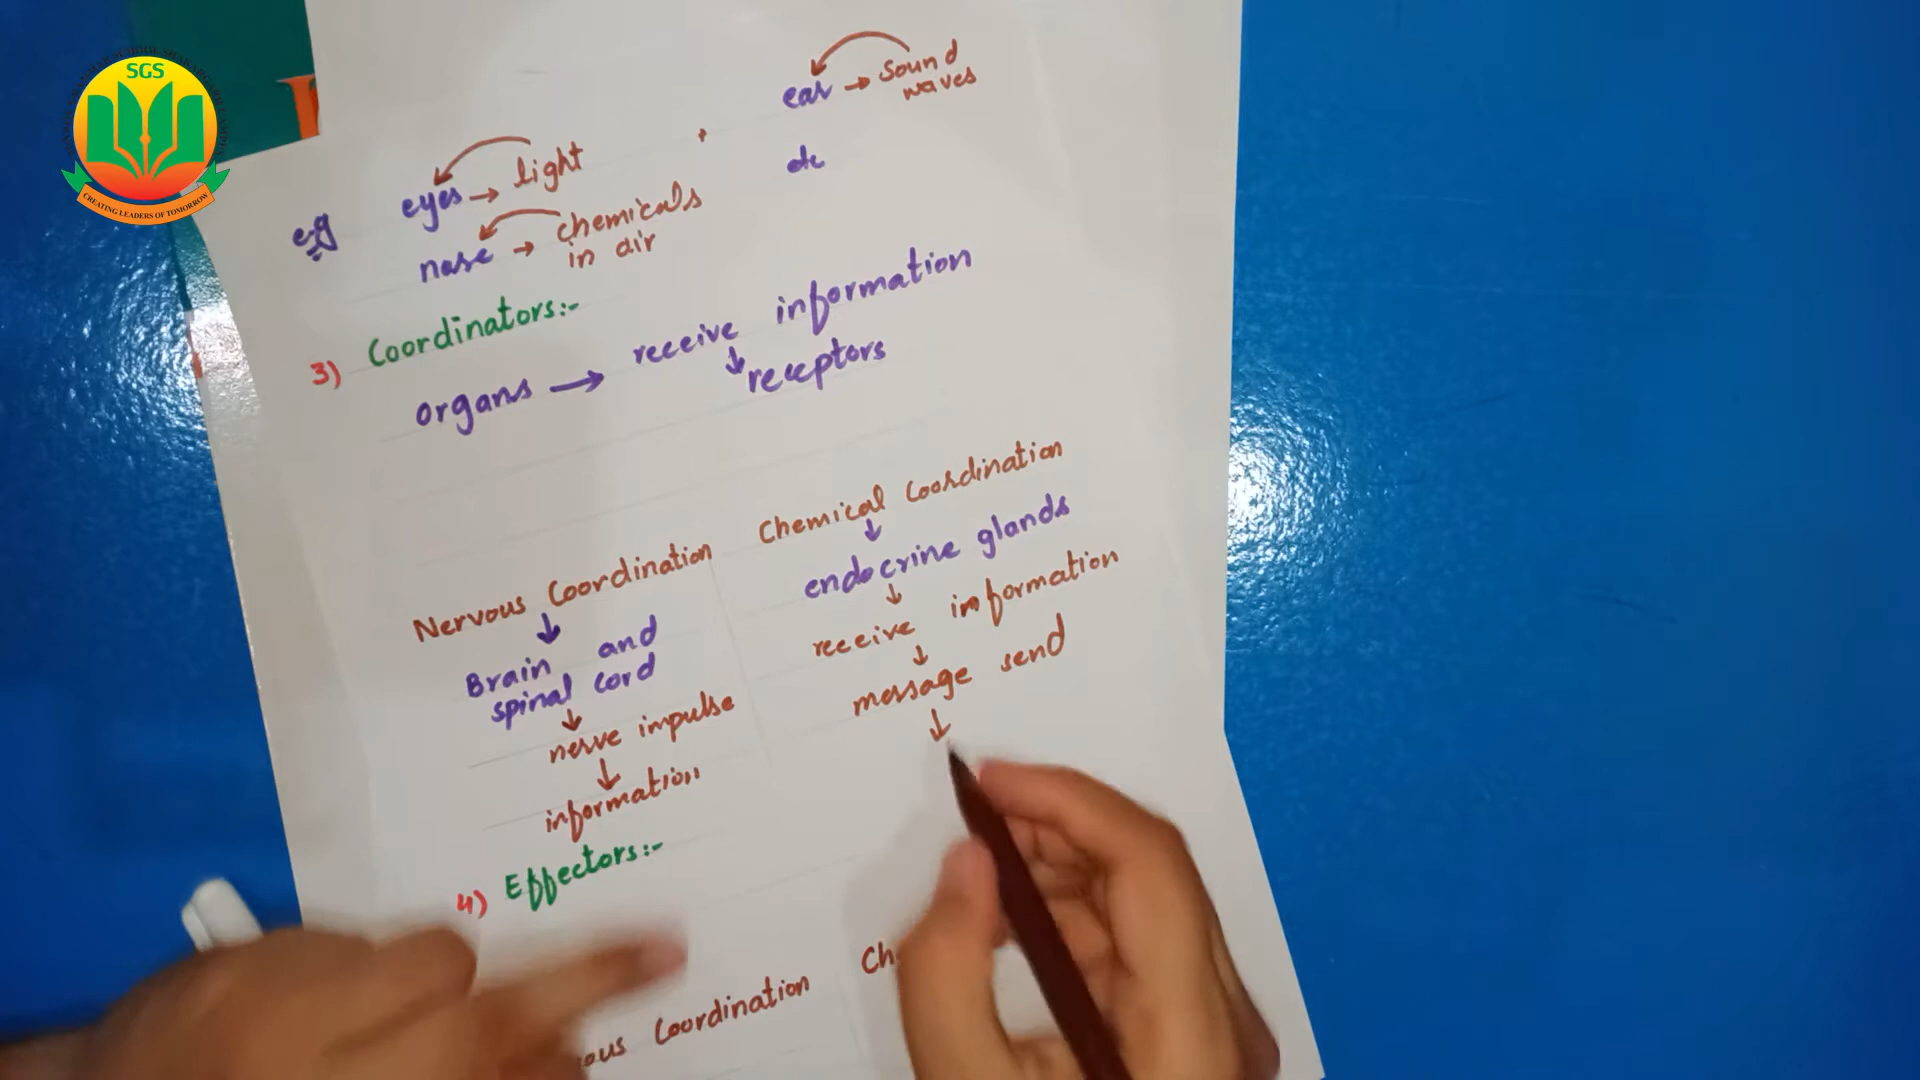 SGS
CREATING LEADERS OF TOMORROW
ear → sound
waves
etc
e.g eyes → light
nose → chemicals
in air
3) Coordinators:-
organs → receive information
↓
receptors
Nervous Coordination
↓
Brain and
spinal cord
↓
nerve impulse
↓
information
Chemical Coordination
↓
endocrine glands
↓
receive information
↓
message send
↓
4) Effectors:-
Coordination